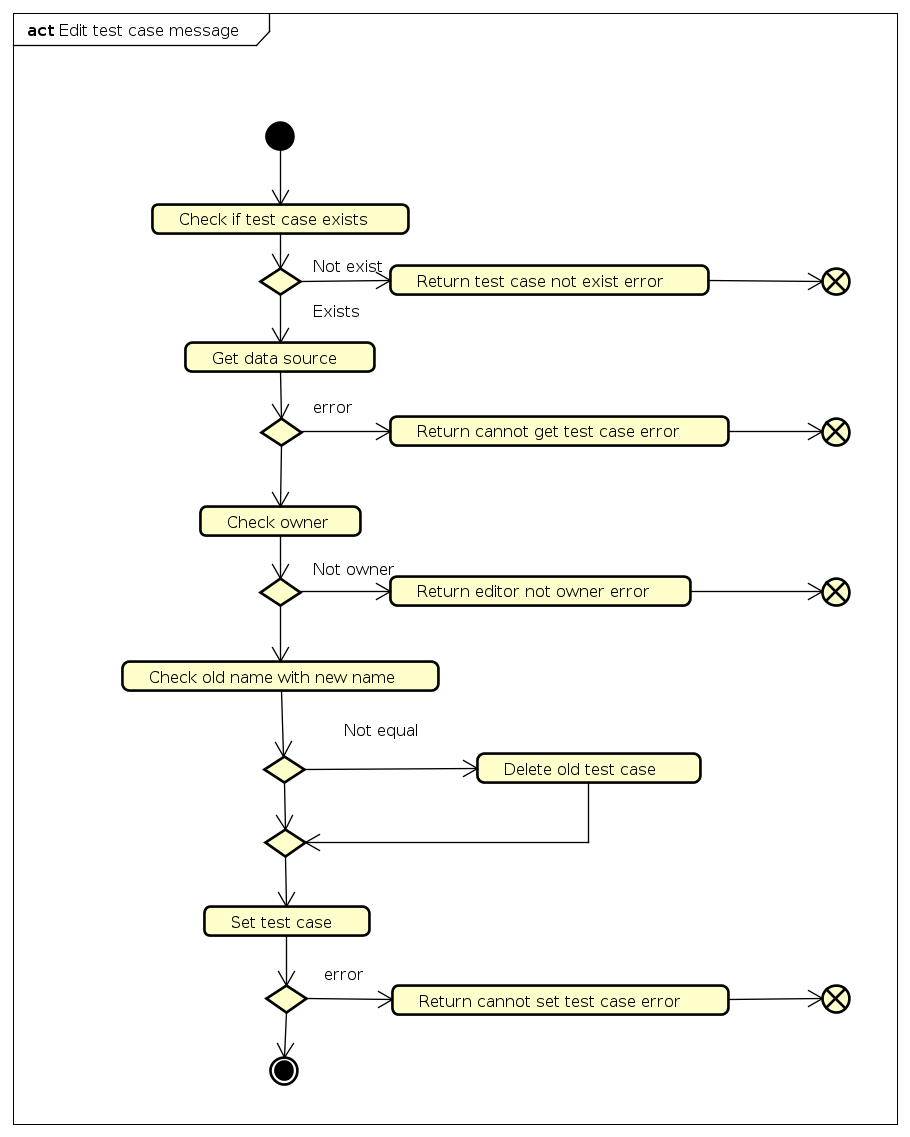 act Edit test case message
Check if test case exists
Not exist
Return test case not exist error
Exists
Get data source
error
Return cannot get test case error
Check owner
Not owner
Return editor not owner error
Check old name with new name
Not equal
Delete old test case
Set test case
error
Return cannot set test case error